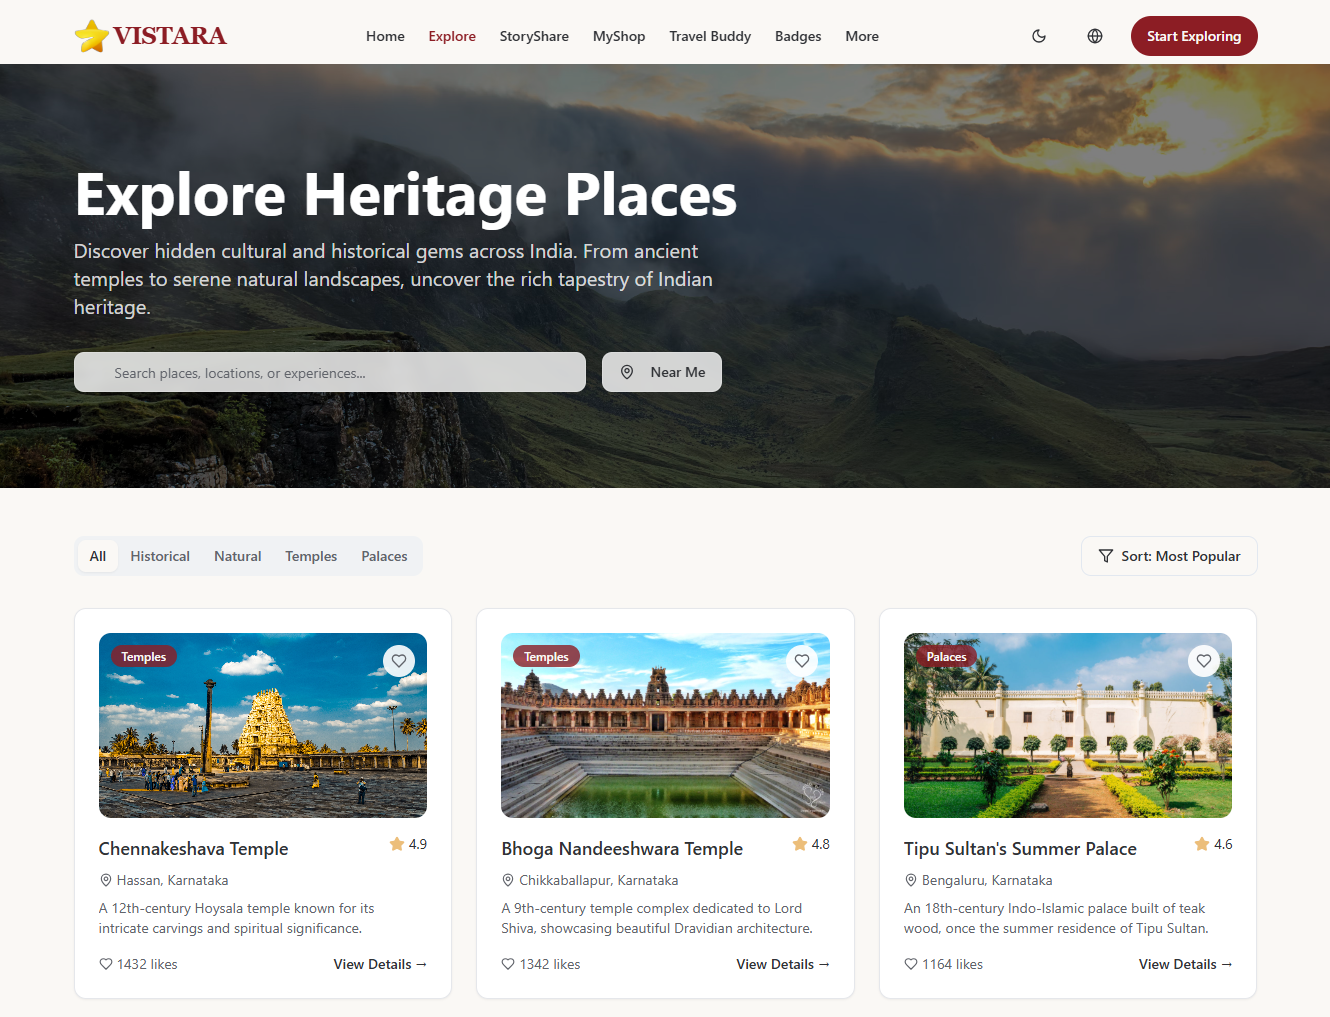 VISTARA
Home
Explore
StoryShare
MyShop
Travel Buddy
Badges
More
Start Exploring
Explore Heritage Places
Discover hidden cultural and historical gems across India. From ancient
temples to serene natural landscapes, uncover the rich tapestry of Indian
heritage.
Search places, locations, or experiences...
Near Me
All
Historical
Natural
Temples
Palaces
Sort: Most Popular
Temples
Chennakeshava Temple
4.9
Hassan, Karnataka
A 12th-century Hoysala temple known for its
intricate carvings and spiritual significance.
1432 likes
View Details →
Temples
Bhoga Nandeeshwara Temple
4.8
Chikkaballapur, Karnataka
A 9th-century temple complex dedicated to Lord
Shiva, showcasing beautiful Dravidian architecture.
1342 likes
View Details →
Palaces
Tipu Sultan's Summer Palace
4.6
Bengaluru, Karnataka
An 18th-century Indo-Islamic palace built of teak
wood, once the summer residence of Tipu Sultan.
1164 likes
View Details →